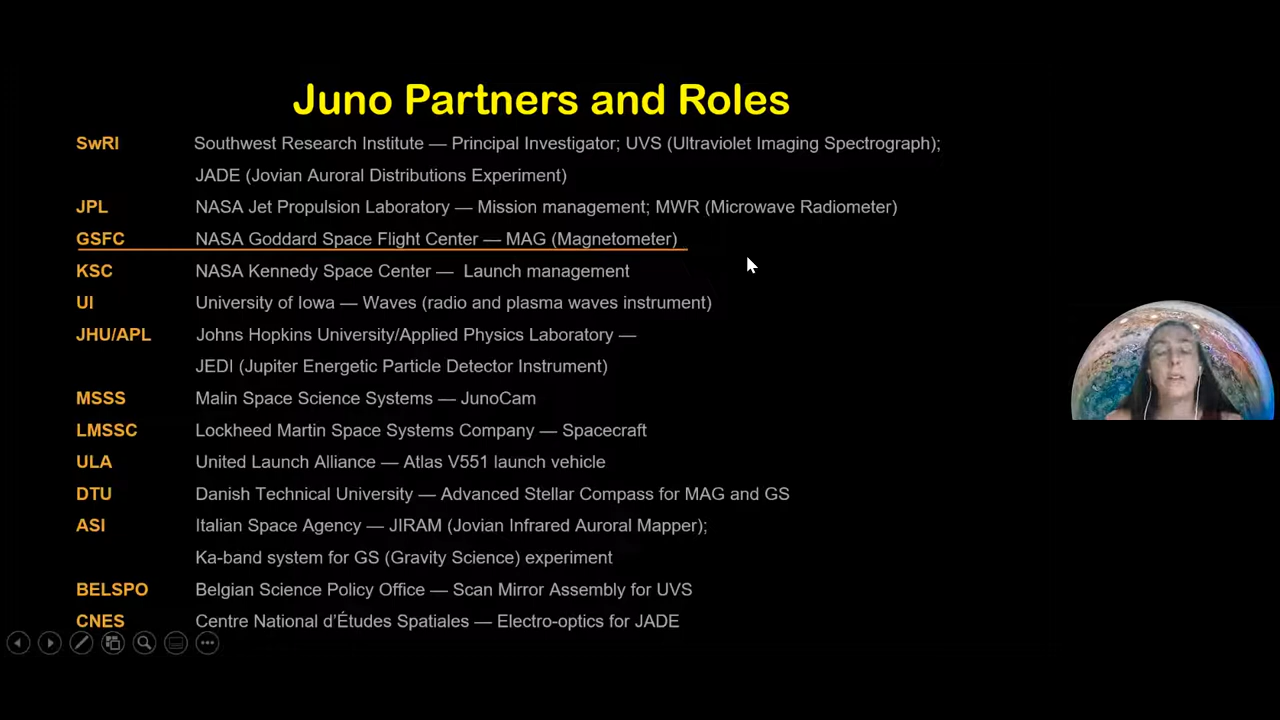 Juno Partners and Roles
SwRI Southwest Research Institute — Principal Investigator; UVS (Ultraviolet Imaging Spectrograph);
JADE (Jovian Auroral Distributions Experiment)
JPL NASA Jet Propulsion Laboratory — Mission management; MWR (Microwave Radiometer)
GSFC NASA Goddard Space Flight Center — MAG (Magnetometer)
KSC NASA Kennedy Space Center — Launch management
UI University of Iowa — Waves (radio and plasma waves instrument)
JHU/APL Johns Hopkins University/Applied Physics Laboratory —
JEDI (Jupiter Energetic Particle Detector Instrument)
MSSS Malin Space Science Systems — JunoCam
LMSSC Lockheed Martin Space Systems Company — Spacecraft
ULA United Launch Alliance — Atlas V551 launch vehicle
DTU Danish Technical University — Advanced Stellar Compass for MAG and GS
ASI Italian Space Agency — JIRAM (Jovian Infrared Auroral Mapper);
Ka-band system for GS (Gravity Science) experiment
BELSPO Belgian Science Policy Office — Scan Mirror Assembly for UVS
CNES Centre National d'Études Spatiales — Electro-optics for JADE